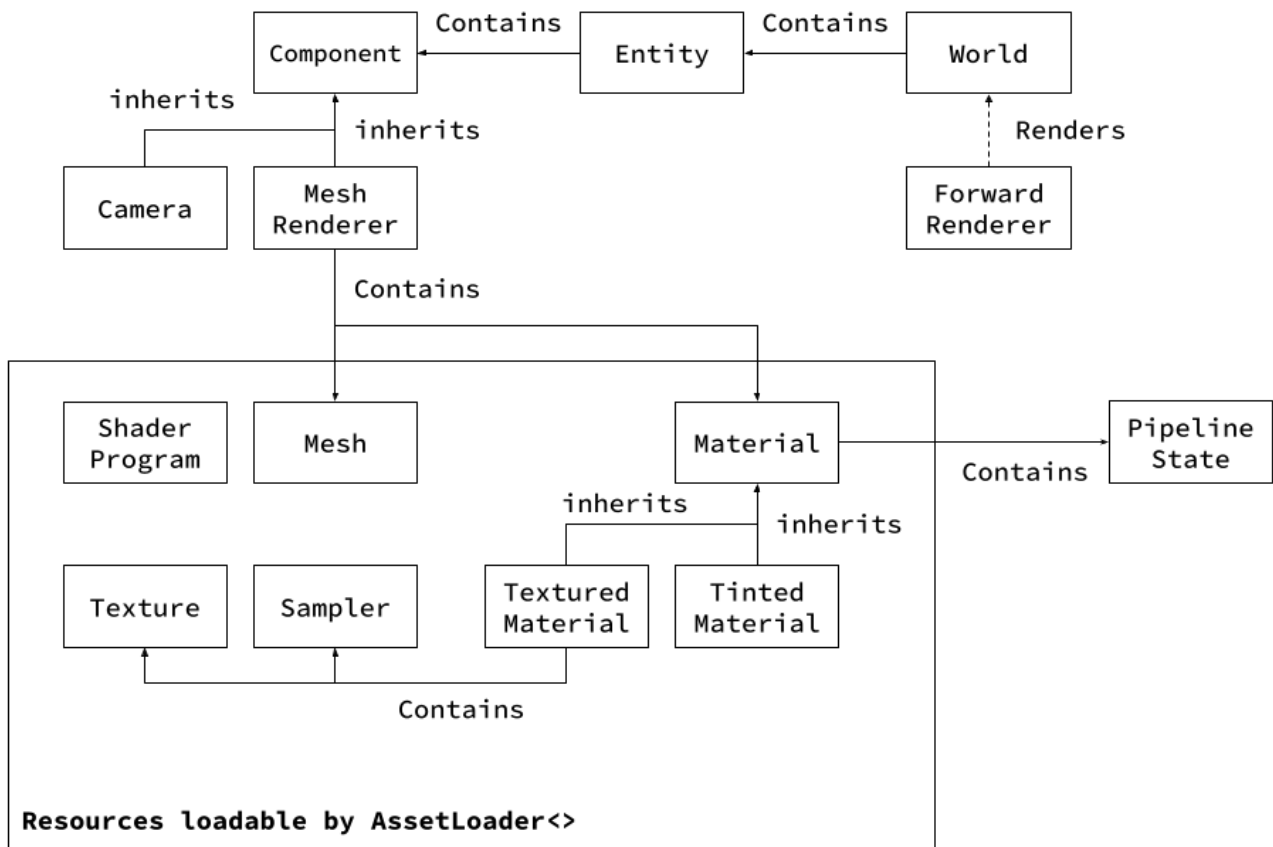 Contains
Contains
Component
Entity
World
inherits
inherits
Renders
Camera
Mesh
Renderer
Forward
Renderer
Contains
Shader
Program
Mesh
Material
Pipeline
State
Contains
inherits
inherits
Texture
Sampler
Textured
Material
Tinted
Material
Contains
Resources loadable by AssetLoader<>